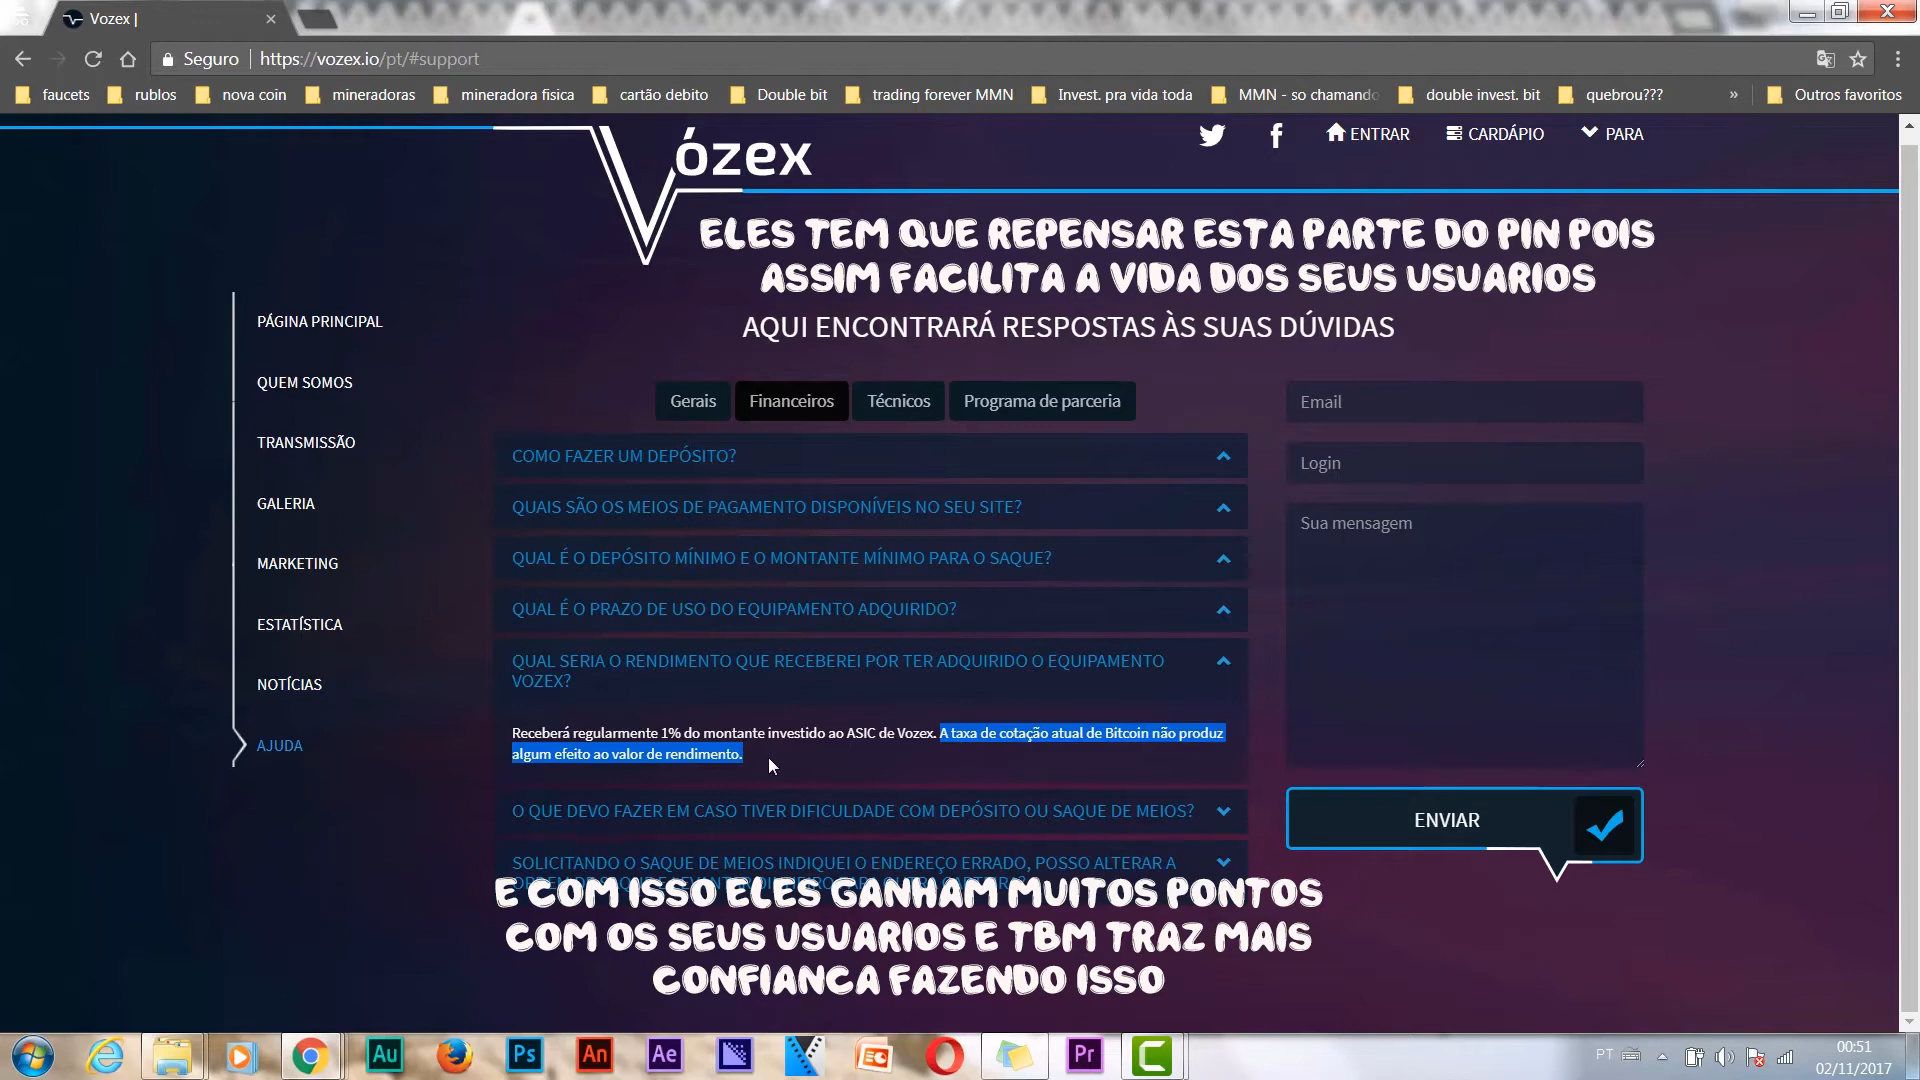 Vozex |
Seguro
https://vozex.io/pt/#support
faucets
rublos
nova coin
mineradoras
mineradora fisica
cartão debito
Double bit
trading forever MMN
Invest. pra vida toda
MMN - so chamando
double invest. bit
quebrou???
»
Outros favoritos
Vózex
ENTRAR
CARDÁPIO
PARA
ELES TEM QUE REPENSAR ESTA PARTE DO PIN POIS
ASSIM FACILITA A VIDA DOS SEUS USUARIOS
AQUI ENCONTRARÁ RESPOSTAS ÀS SUAS DÚVIDAS
PÁGINA PRINCIPAL
QUEM SOMOS
TRANSMISSÃO
GALERIA
MARKETING
ESTATÍSTICA
NOTÍCIAS
AJUDA
Gerais
Financeiros
Técnicos
Programa de parceria
COMO FAZER UM DEPÓSITO?
QUAIS SÃO OS MEIOS DE PAGAMENTO DISPONÍVEIS NO SEU SITE?
QUAL É O DEPÓSITO MÍNIMO E O MONTANTE MÍNIMO PARA O SAQUE?
QUAL É O PRAZO DE USO DO EQUIPAMENTO ADQUIRIDO?
QUAL SERIA O RENDIMENTO QUE RECEBEREI POR TER ADQUIRIDO O EQUIPAMENTO
VOZEX?
Receberá regularmente 1% do montante investido ao ASIC de Vozex. A taxa de cotação atual de Bitcoin não produz
algum efeito ao valor de rendimento.
O QUE DEVO FAZER EM CASO TIVER DIFICULDADE COM DEPÓSITO OU SAQUE DE MEIOS?
SOLICITANDO O SAQUE DE MEIOS INDIQUEI O ENDEREÇO ERRADO, POSSO ALTERAR A
Email
Login
Sua mensagem
ENVIAR
E COM ISSO ELES GANHAM MUITOS PONTOS
COM OS SEUS USUARIOS E TBM TRAZ MAIS
CONFIANCA FAZENDO ISSO
Au
Ps
An
Ae
Pr
PT
00:51
02/11/2017